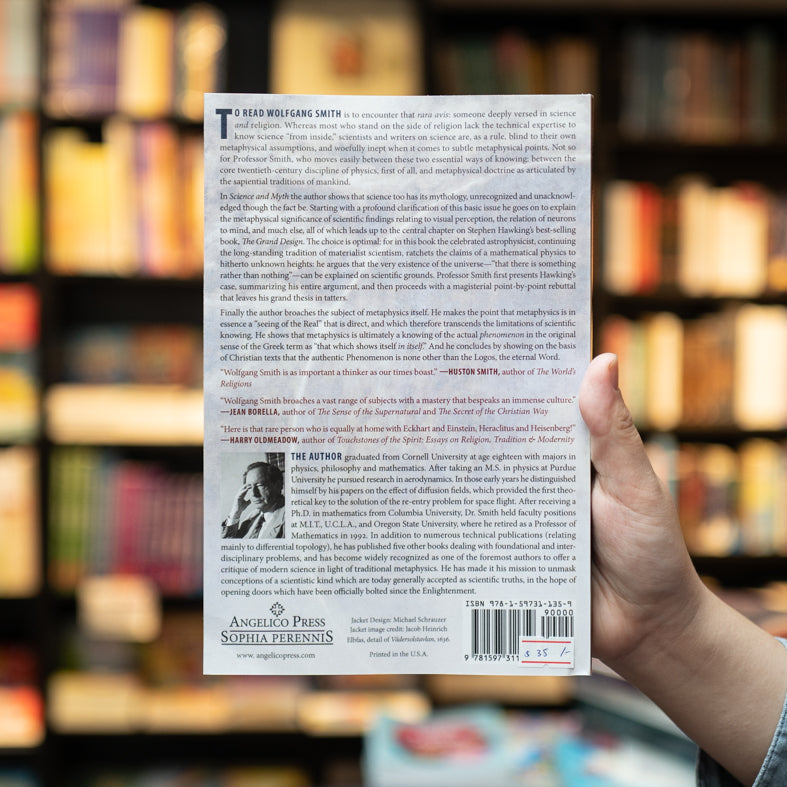 TO READ WOLFGANG SMITH is to encounter that rara avis: someone deeply versed in science
and religion. Whereas most who stand on the side of religion lack the technical expertise to
know science "from inside," scientists and writers on science are, as a rule, blind to their own
metaphysical assumptions, and woefully inept when it comes to subtle metaphysical points. Not so
for Professor Smith, who moves easily between these two essential ways of knowing: between the
core twentieth-century discipline of physics, first of all, and metaphysical doctrine as articulated by
the sapiential traditions of mankind.
In Science and Myth the author shows that science too has its mythology, unrecognized and unacknowl-
edged though the fact be. Starting with a profound clarification of this basic issue he goes on to explain
the metaphysical significance of scientific findings relating to visual perception, the relation of neurons
to mind, and much else, all of which leads up to the central chapter on Stephen Hawking's best-selling
book, The Grand Design. The choice is optimal: for in this book the celebrated astrophysicist, continuing
the long-standing tradition of materialist scientism, ratchets the claims of a mathematical physics to
hitherto unknown heights: he argues that the very existence of the universe—"that there is something
rather than nothing"—can be explained on scientific grounds. Professor Smith first presents Hawking's
case, summarizing his entire argument, and then proceeds with a magisterial point-by-point rebuttal
that leaves his grand thesis in tatters.
Finally the author broaches the subject of metaphysics itself. He makes the point that metaphysics is in
essence a "seeing of the Real" that is direct, and which therefore transcends the limitations of scientific
knowing. He shows that metaphysics is ultimately a knowing of the actual phenomenon in the original
sense of the Greek term as "that which shows itself in itself." And he concludes by showing on the basis
of Christian texts that the authentic Phenomenon is none other than the Logos, the eternal Word.
"Wolfgang Smith is as important a thinker as our times boast." —HUSTON SMITH, author of The World's
Religions
"Wolfgang Smith broaches a vast range of subjects with a mastery that bespeaks an immense culture."
—JEAN BORELLA, author of The Sense of the Supernatural and The Secret of the Christian Way
"Here is that rare person who is equally at home with Eckhart and Einstein, Heraclitus and Heisenberg!"
—HARRY OLDMEADOW, author of Touchstones of the Spirit: Essays on Religion, Tradition & Modernity
THE AUTHOR graduated from Cornell University at age eighteen with majors in
physics, philosophy and mathematics. After taking an M.S. in physics at Purdue
University he pursued research in aerodynamics. In those early years he distinguished
himself by his papers on the effect of diffusion fields, which provided the first theo-
retical key to the solution of the re-entry problem for space flight. After receiving a
Ph.D. in mathematics from Columbia University, Dr. Smith held faculty positions
at M.I.T., U.C.L.A., and Oregon State University, where he retired as a Professor of
Mathematics in 1992. In addition to numerous technical publications (relating
mainly to differential topology), he has published five other books dealing with foundational and inter-
disciplinary problems, and has become widely recognized as one of the foremost authors to offer a
critique of modern science in light of traditional metaphysics. He has made it his mission to unmask
conceptions of a scientistic kind which are today generally accepted as scientific truths, in the hope of
opening doors which have been officially bolted since the Enlightenment.
ANGELICO PRESS
SOPHIA PERENNIS
www. angelicopress.com
Jacket Design: Michael Schrauzer
Jacket image credit: Jacob Heinrich
Elbfas, detail of Vädersolstavlan, 1636.
Printed in the U.S.A.
ISBN 978-1-59731-135-9
90000
9 781597 311
$ 35 /-